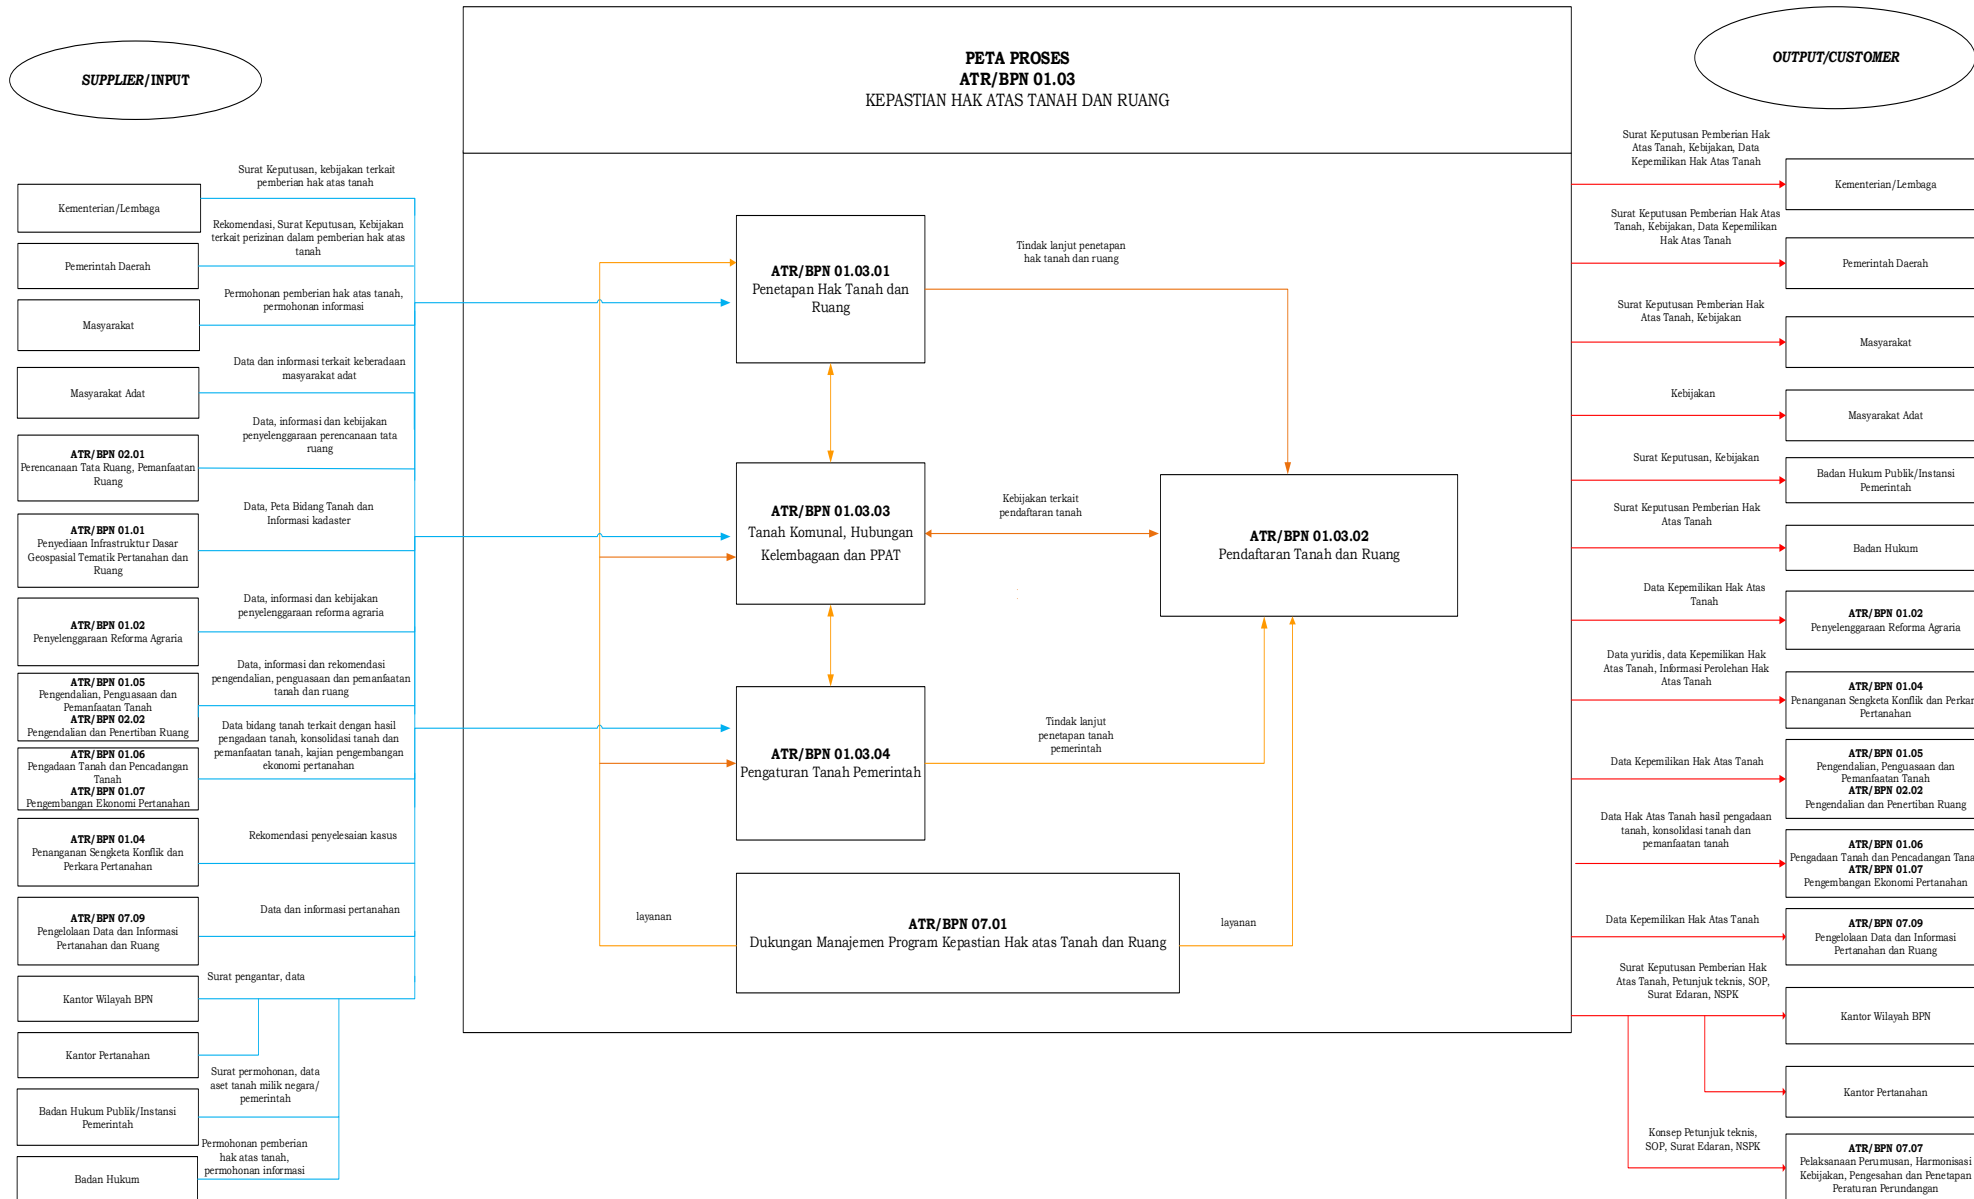 SUPPLIER/INPUT
PETA PROSES
ATR/BPN 01.03
KEPASTIAN HAK ATAS TANAH DAN RUANG
OUTPUT/CUSTOMER
Surat Keputusan, kebijakan terkait
pemberian hak atas tanah
Kementerian/Lembaga
Rekomendasi, Surat Keputusan, Kebijakan
terkait perizinan dalam pemberian hak atas
tanah
Pemerintah Daerah
Permohonan pemberian hak atas tanah,
permohonan informasi
Masyarakat
Data dan informasi terkait keberadaan
masyarakat adat
Masyarakat Adat
Data, informasi dan kebijakan
penyelenggaraan perencanaan tata
ruang
ATR/BPN 02.01
Perencanaan Tata Ruang, Pemanfaatan
Ruang
Data, Peta Bidang Tanah dan
Informasi kadaster
ATR/BPN 01.01
Penyediaan Infrastruktur Dasar
Geospasial Tematik Pertanahan dan
Ruang
Data, informasi dan kebijakan
penyelenggaraan reforma agraria
ATR/BPN 01.02
Penyelenggaraan Reforma Agraria
Data, informasi dan rekomendasi
pengendalian, penguasaan dan pemanfaatan
tanah dan ruang
ATR/BPN 01.05
Pengendalian, Penguasaan dan
Pemanfaatan Tanah
ATR/BPN 02.02
Pengendalian dan Penertiban Ruang
Data bidang tanah terkait dengan hasil
pengadaan tanah, konsolidasi tanah dan
pemanfaatan tanah, kajian pengembangan
ekonomi pertanahan
ATR/BPN 01.06
Pengadaan Tanah dan Pencadangan
Tanah
ATR/BPN 01.07
Pengembangan Ekonomi Pertanahan
Rekomendasi penyelesaian kasus
ATR/BPN 01.04
Penanganan Sengketa Konflik dan
Perkara Pertanahan
Data dan informasi pertanahan
ATR/BPN 07.09
Pengelolaan Data dan Informasi
Pertanahan dan Ruang
Surat pengantar, data
Kantor Wilayah BPN
Kantor Pertanahan
Surat permohonan, data
aset tanah milik negara/
pemerintah
Badan Hukum Publik/Instansi
Pemerintah
Permohonan pemberian
hak atas tanah,
permohonan informasi
Badan Hukum
ATR/BPN 01.03.01
Penetapan Hak Tanah dan
Ruang
Tindak lanjut penetapan
hak tanah dan ruang
ATR/BPN 01.03.03
Tanah Komunal, Hubungan
Kelembagaan dan PPAT
Kebijakan terkait
pendaftaran tanah
ATR/BPN 01.03.02
Pendaftaran Tanah dan Ruang
ATR/BPN 01.03.04
Pengaturan Tanah Pemerintah
Tindak lanjut
penetapan tanah
pemerintah
layanan
ATR/BPN 07.01
Dukungan Manajemen Program Kepastian Hak atas Tanah dan Ruang
layanan
Surat Keputusan Pemberian Hak
Atas Tanah, Kebijakan, Data
Kepemilikan Hak Atas Tanah
Kementerian/Lembaga
Surat Keputusan Pemberian Hak Atas
Tanah, Kebijakan, Data Kepemilikan
Hak Atas Tanah
Pemerintah Daerah
Surat Keputusan Pemberian Hak
Atas Tanah, Kebijakan
Masyarakat
Kebijakan
Masyarakat Adat
Surat Keputusan, Kebijakan
Badan Hukum Publik/Instansi
Pemerintah
Surat Keputusan Pemberian Hak
Atas Tanah
Badan Hukum
Data Kepemilikan Hak Atas
Tanah
ATR/BPN 01.02
Penyelenggaraan Reforma Agraria
Data yuridis, data Kepemilikan Hak
Atas Tanah, Informasi Perolehan Hak
Atas Tanah
ATR/BPN 01.04
Penanganan Sengketa Konflik dan Perkar
Pertanahan
Data Kepemilikan Hak Atas Tanah
ATR/BPN 01.05
Pengendalian, Penguasaan dan
Pemanfaatan Tanah
ATR/BPN 02.02
Pengendalian dan Penertiban Ruang
Data Hak Atas Tanah hasil pengadaan
tanah, konsolidasi tanah dan
pemanfaatan tanah
ATR/BPN 01.06
Pengadaan Tanah dan Pencadangan Tana
ATR/BPN 01.07
Pengembangan Ekonomi Pertanahan
Data Kepemilikan Hak Atas Tanah
ATR/BPN 07.09
Pengelolaan Data dan Informasi
Pertanahan dan Ruang
Surat Keputusan Pemberian Hak
Atas Tanah, Petunjuk teknis, SOP,
Surat Edaran, NSPK
Kantor Wilayah BPN
Kantor Pertanahan
Konsep Petunjuk teknis,
SOP, Surat Edaran, NSPK
ATR/BPN 07.07
Pelaksanaan Perumusan, Harmonisasi
Kebijakan, Pengesahan dan Penetapan
Peraturan Perundangan